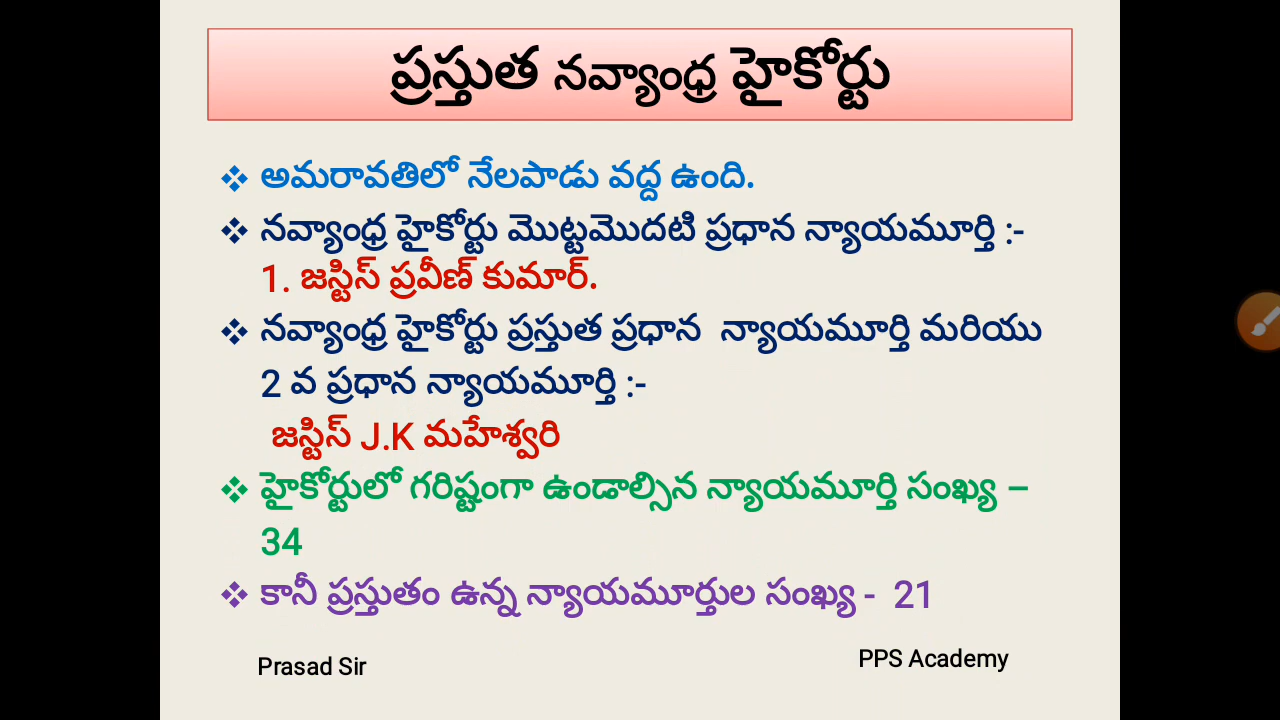 ప్రస్తుత నవ్యాంధ్ర హైకోర్టు
❖ అమరావతిలో నేలపాడు వద్ద ఉంది.
❖ నవ్యాంధ్ర హైకోర్టు మొట్టమొదటి ప్రధాన న్యాయమూర్తి :-
1. జస్టిస్ ప్రవీణ్ కుమార్.
❖ నవ్యాంధ్ర హైకోర్టు ప్రస్తుత ప్రధాన న్యాయమూర్తి మరియు
2 వ ప్రధాన న్యాయమూర్తి :-
జస్టిస్ J.K మహేశ్వరి
❖ హైకోర్టులో గరిష్టంగా ఉండాల్సిన న్యాయమూర్తి సంఖ్య –
34
❖ కానీ ప్రస్తుతం ఉన్న న్యాయమూర్తుల సంఖ్య - 21
Prasad Sir
PPS Academy